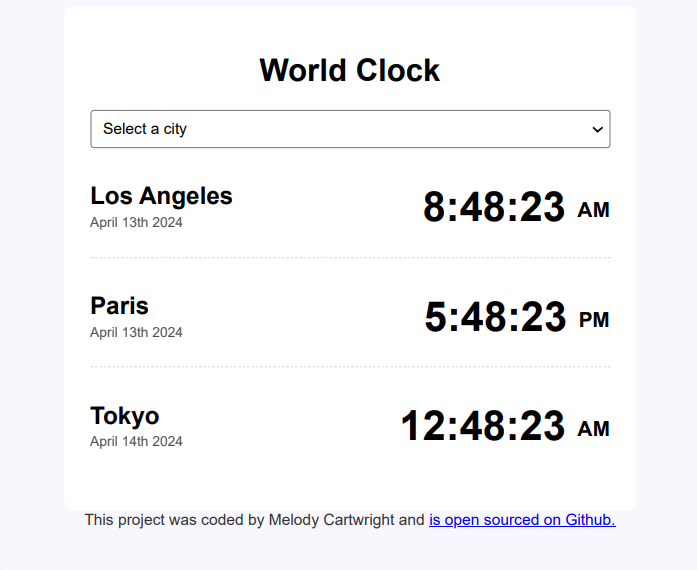 World Clock
Select a city
Los Angeles
8:48:23 AM
April 13th 2024
Paris
5:48:23 PM
April 13th 2024
Tokyo
12:48:23 AM
April 14th 2024
This project was coded by Melody Cartwright and is open sourced on Github.